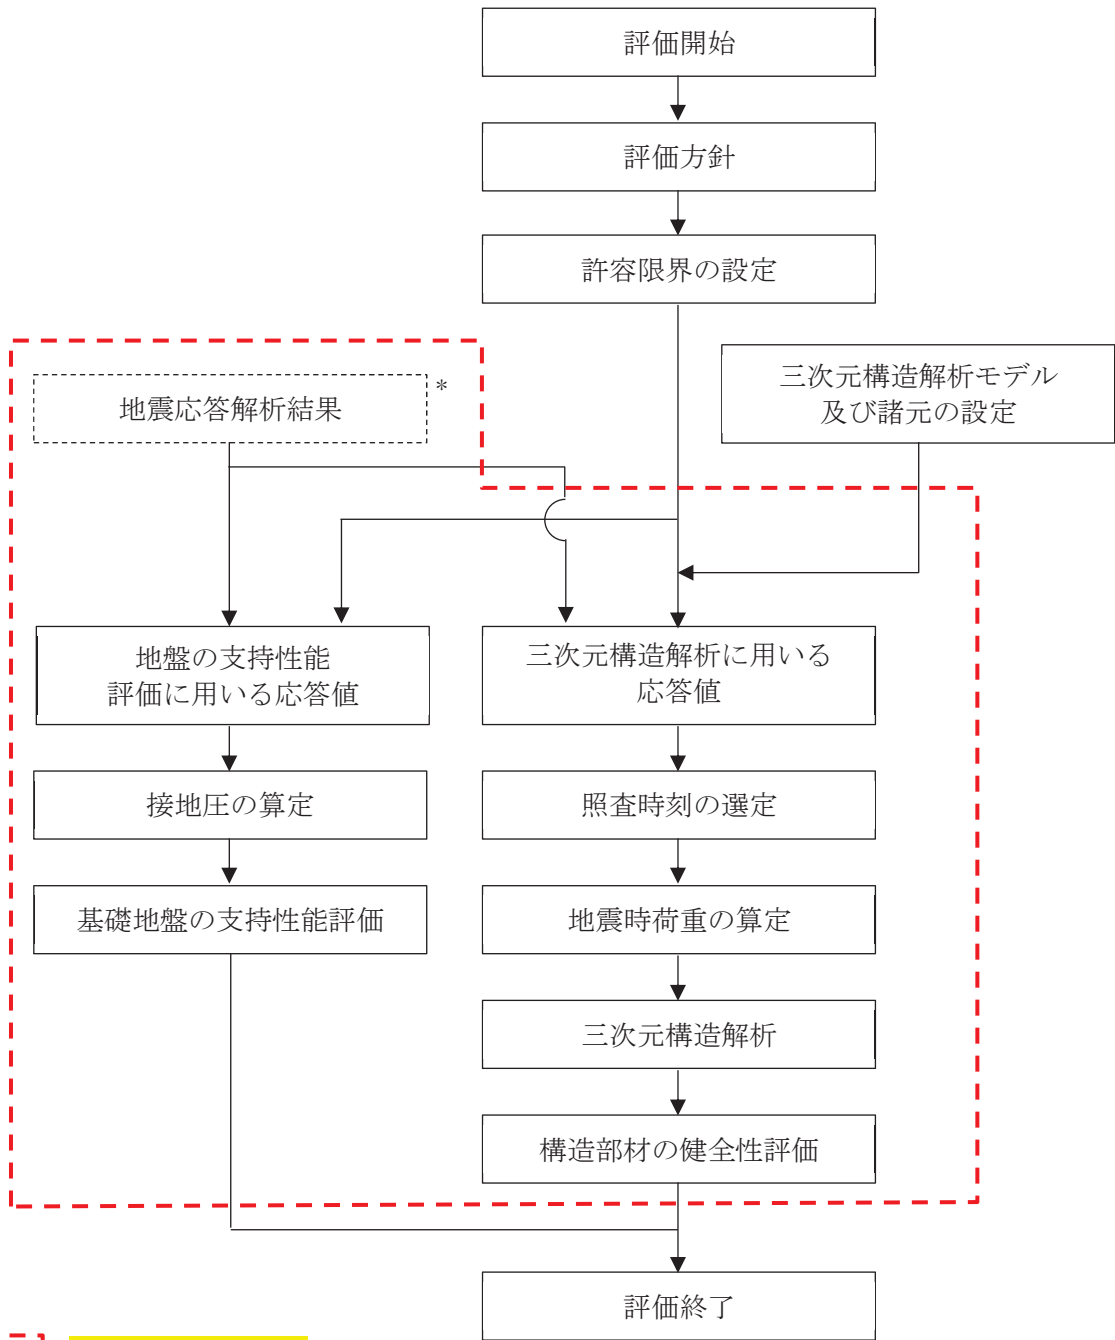 評価開始
評価方針
許容限界の設定
地震応答解析結果
*
三次元構造解析モデル
及び諸元の設定
地盤の支持性能
評価に用いる応答値
三次元構造解析に用いる
応答値
接地圧の算定
照査時刻の選定
基礎地盤の支持性能評価
地震時荷重の算定
三次元構造解析
構造部材の健全性評価
評価終了